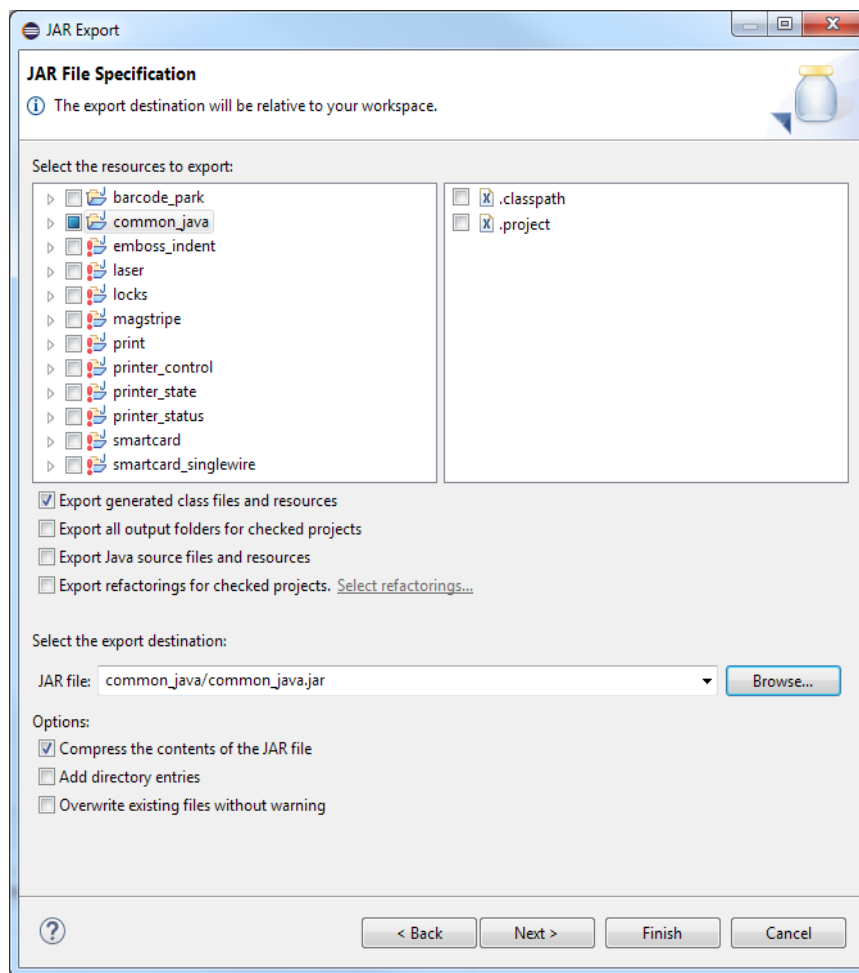 JAR Export
JAR File Specification
The export destination will be relative to your workspace.
Select the resources to export:
barcode_park
common_java
emboss_indent
laser
locks
magstripe
print
printer_control
printer_state
printer_status
smartcard
smartcard_singlewire
.classpath
.project
Export generated class files and resources
Export all output folders for checked projects
Export Java source files and resources
Export refactorings for checked projects. Select refactorings...
Select the export destination:
JAR file: common_java/common_java.jar Browse...
Options:
Compress the contents of the JAR file
Add directory entries
Overwrite existing files without warning
< Back Next > Finish Cancel